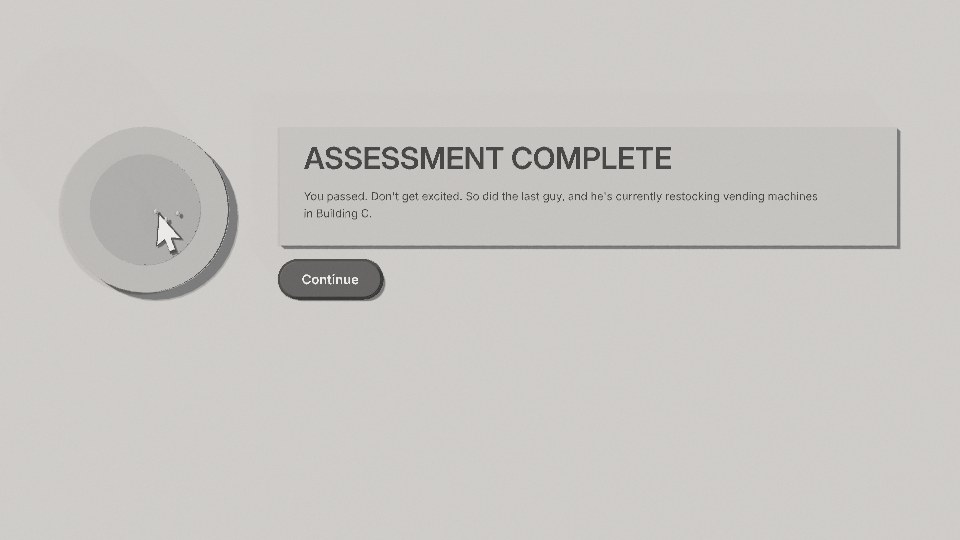 ASSESSMENT COMPLETE
You passed. Don't get excited. So did the last guy, and he's currently restocking vending machines
in Building C.
Continue